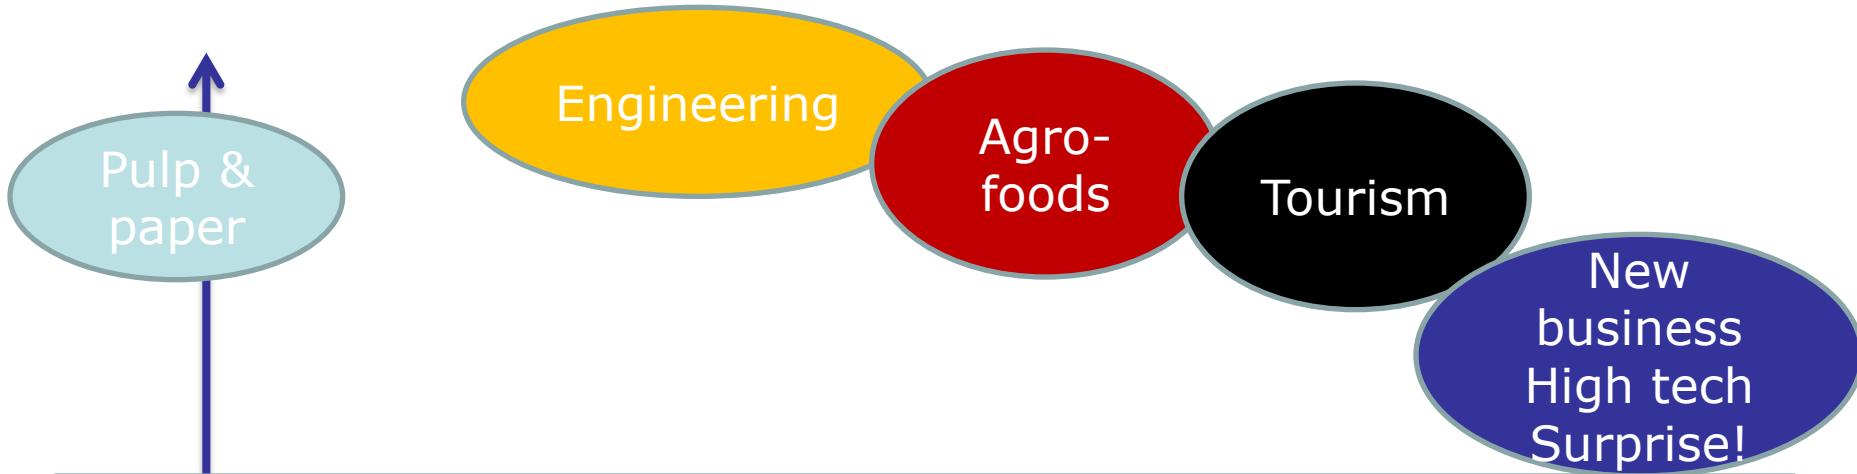 Pulp &
paper
Engineering
Agro-
foods
Tourism
New
business
High tech
Surprise!